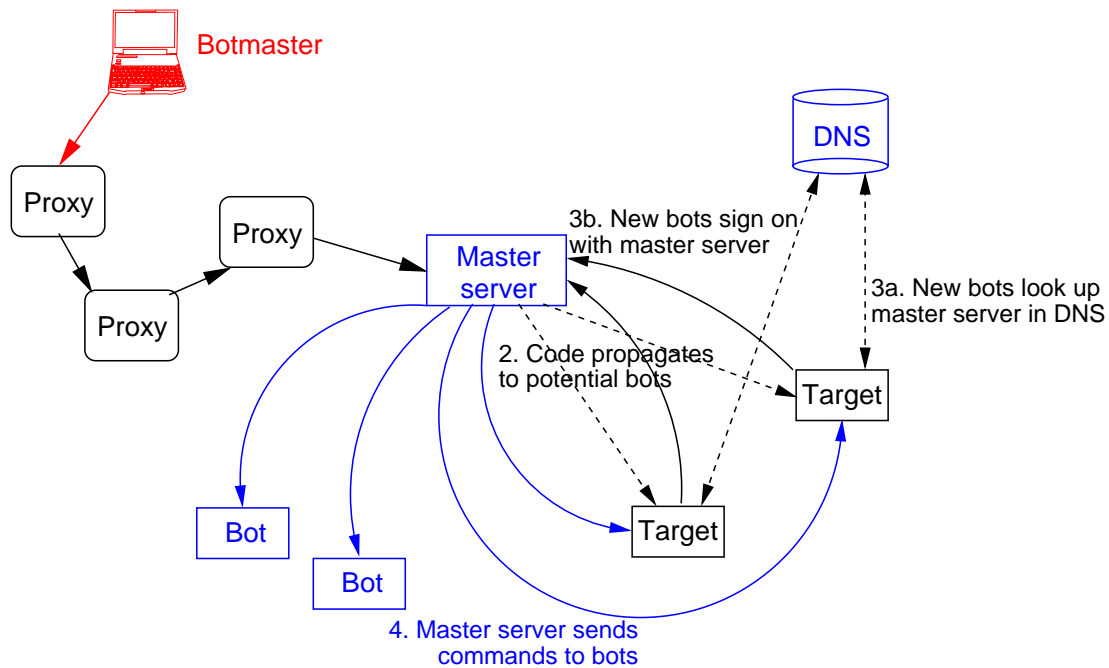 Botmaster
DNS
Proxy
Proxy
3b. New bots sign on
with master server
Master
server
3a. New bots look up
master server in DNS
Proxy
2. Code propagates
to potential bots
Target
Bot
Target
Bot
4. Master server sends
commands to bots